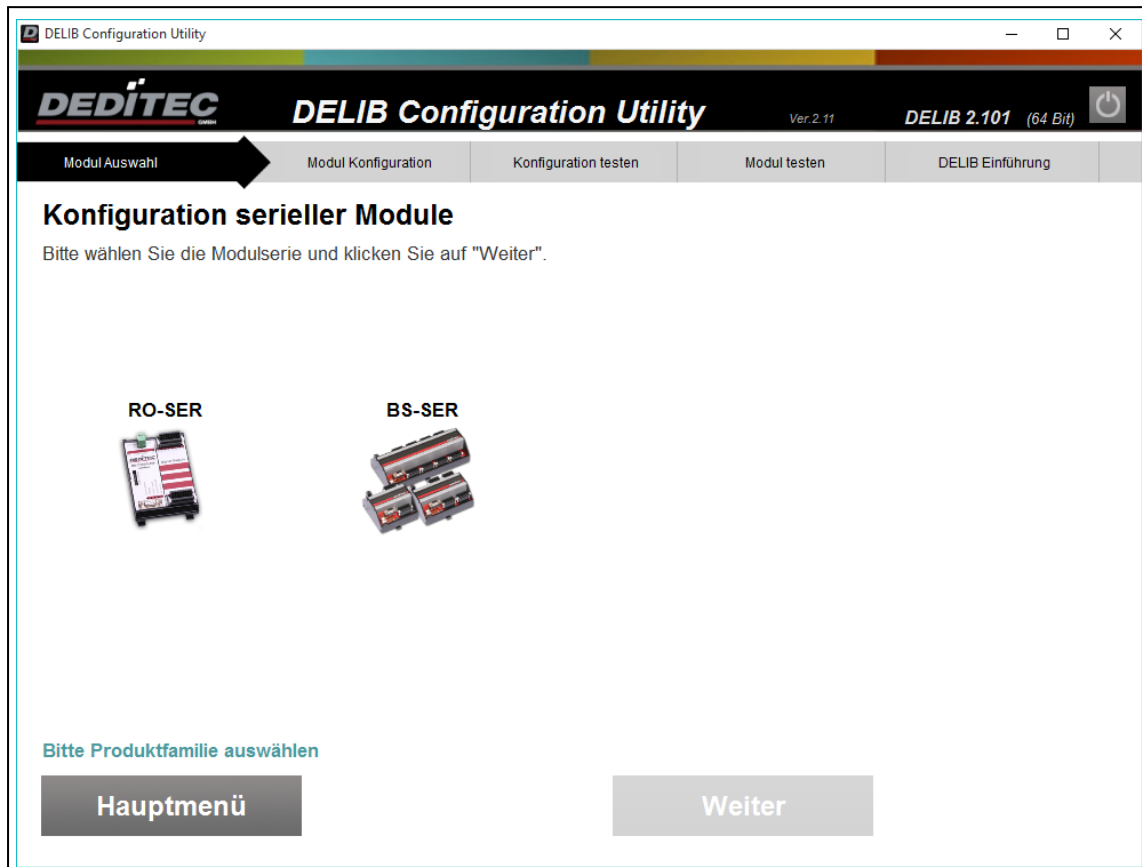 DELIB Configuration Utility
DEDITEC
GMBH
DELIB Configuration Utility
Ver.2.11
DELIB 2.101 (64 Bit)
Modul Auswahl
Modul Konfiguration
Konfiguration testen
Modul testen
DELIB Einführung
Konfiguration serieller Module
Bitte wählen Sie die Modulserie und klicken Sie auf "Weiter".
RO-SER
BS-SER
Bitte Produktfamilie auswählen
Hauptmenü
Weiter